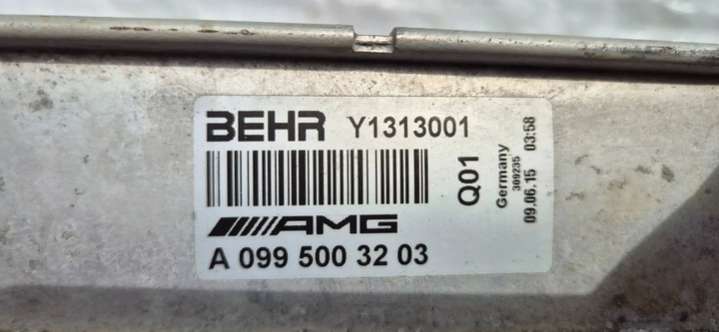 BEHR Y1313001
Q01
Germany
309235
09.06.15 03:58
AMG
A 099 500 32 03